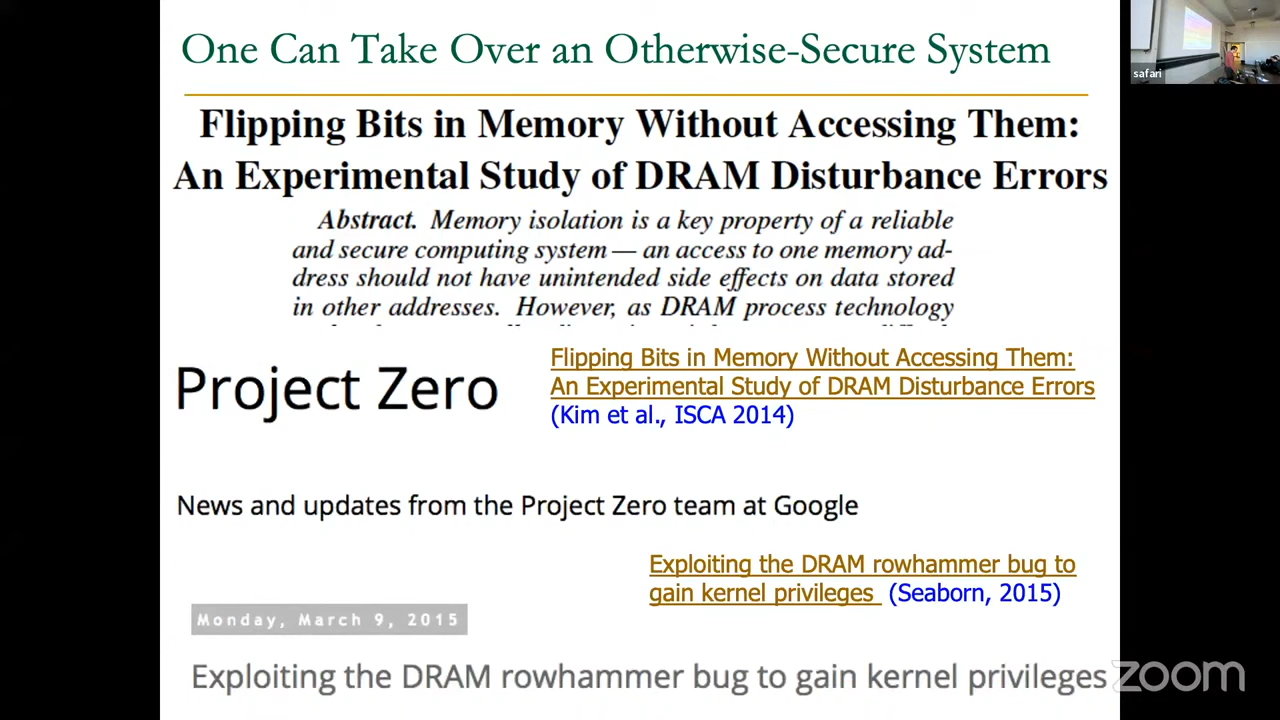 One Can Take Over an Otherwise-Secure System
safari
Flipping Bits in Memory Without Accessing Them:
An Experimental Study of DRAM Disturbance Errors
Abstract. Memory isolation is a key property of a reliable
and secure computing system — an access to one memory ad-
dress should not have unintended side effects on data stored
in other addresses. However, as DRAM process technology
Project Zero
Flipping Bits in Memory Without Accessing Them:
An Experimental Study of DRAM Disturbance Errors
(Kim et al., ISCA 2014)
News and updates from the Project Zero team at Google
Exploiting the DRAM rowhammer bug to
gain kernel privileges (Seaborn, 2015)
Monday, March 9, 2015
Exploiting the DRAM rowhammer bug to gain kernel privileges
zoom